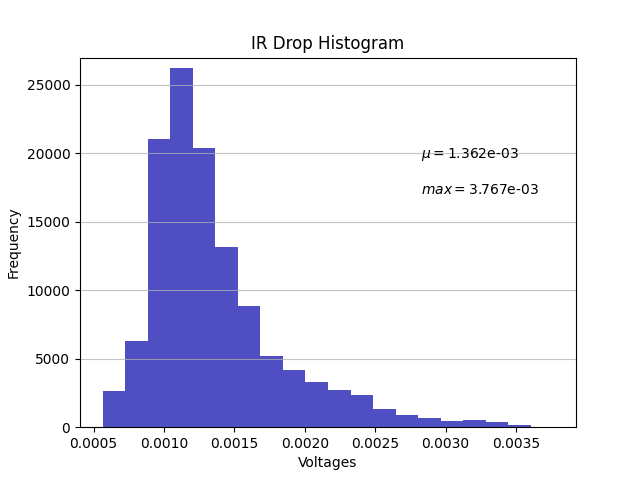 IR Drop Histogram
25000
20000
15000
10000
5000
0
Frequency
μ = 1.362e-03
max = 3.767e-03
0.0005 0.0010 0.0015 0.0020 0.0025 0.0030 0.0035
Voltages